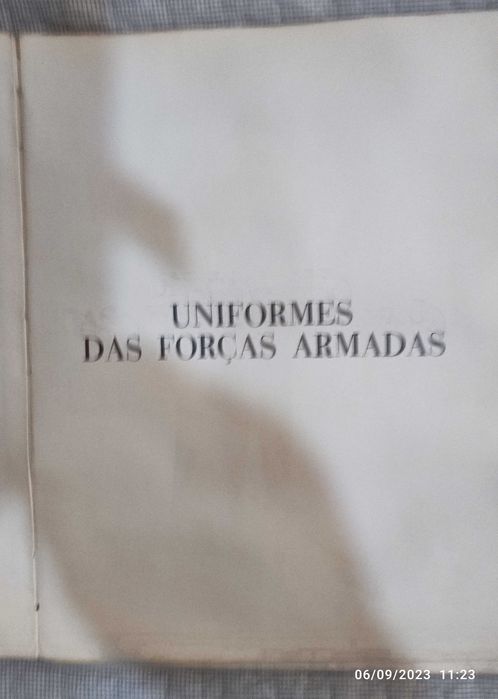 UNIFORMES
DAS FORÇAS ARMADAS
06/09/2023 11:23